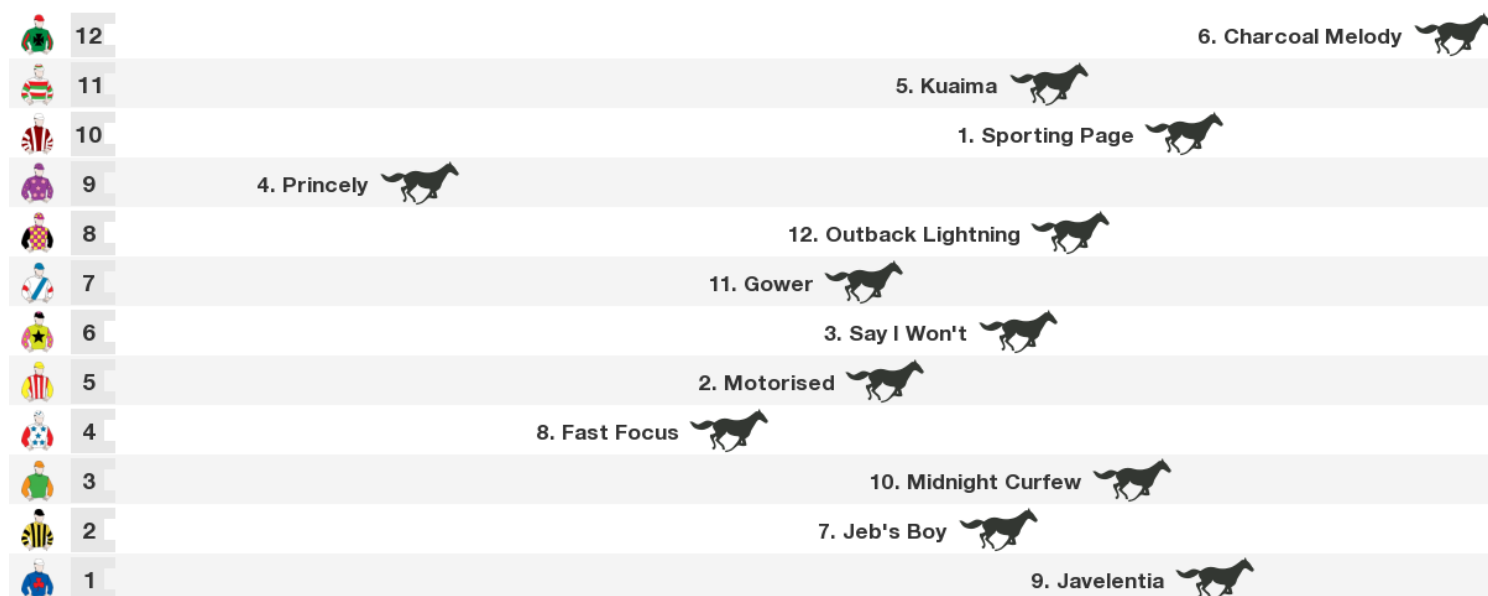 12 6. Charcoal Melody
11 5. Kuaima
10 1. Sporting Page
9 4. Princely
8 12. Outback Lightning
7 11. Gower
6 3. Say I Won't
5 2. Motorised
4 8. Fast Focus
3 10. Midnight Curfew
2 7. Jeb's Boy
1 9. Javelentia